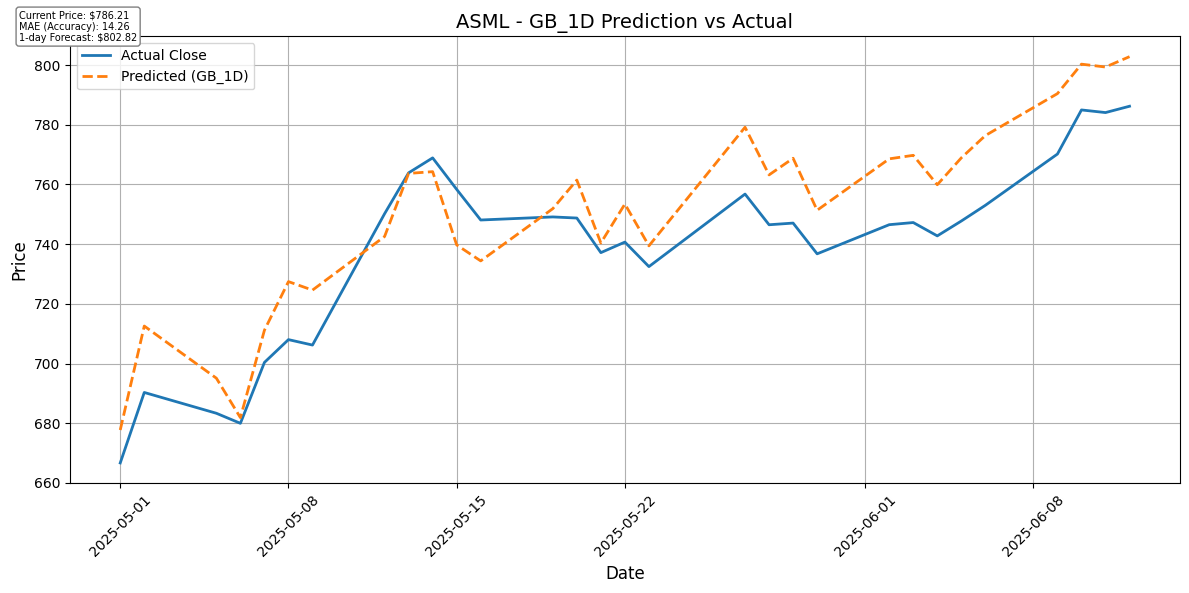 ASML - GB_1D Prediction vs Actual
Current Price: $786.21
MAE (Accuracy): 14.26
1-day Forecast: $802.82
Actual Close
Predicted (GB_1D)
Price
800
780
760
740
720
700
680
660
2025-05-01
2025-05-08
2025-05-15
2025-05-22
2025-06-01
2025-06-08
Date